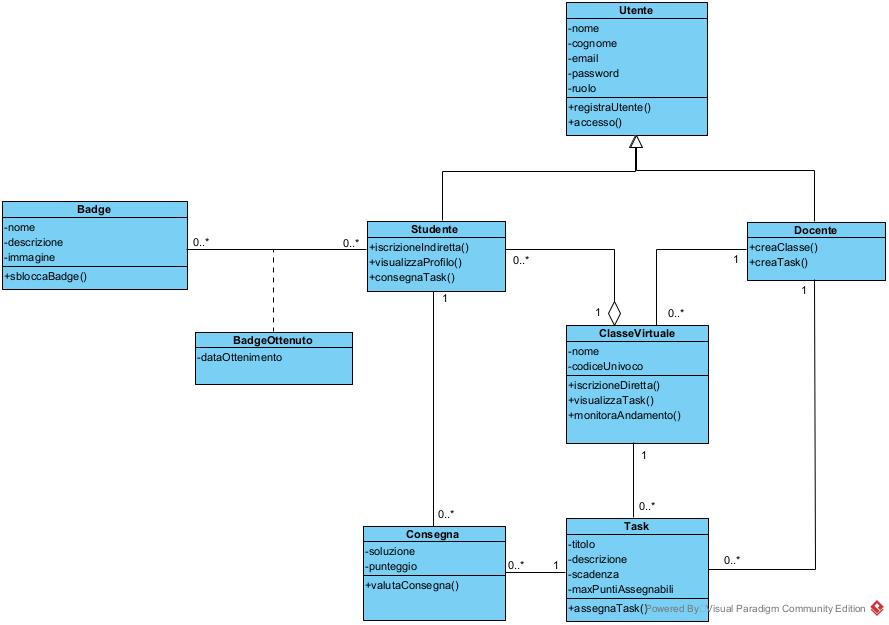 Utente
-nome
-cognome
-email
-password
-ruolo
+registraUtente()
+accesso()
Badge
-nome
-descrizione
-immagine
+sbloccaBadge()
0..*
0..*
Studente
+iscrizioneIndiretta()
+visualizzaProfilo()
+consegnaTask()
0..*
1
Docente
+creaClasse()
+creaTask()
1
1
BadgeOttenuto
-dataOttenimento
1
0..*
ClasseVirtuale
-nome
-codiceUnivoco
+iscrizioneDiretta()
+visualizzaTask()
+monitoraAndamento()
1
0..*
0..*
Consegna
-soluzione
-punteggio
+valutaConsegna()
0..*
1
Task
-titolo
-descrizione
-scadenza
-maxPuntiAssegnabili
+assegnaTask()
0..*
Powered By Visual Paradigm Community Edition